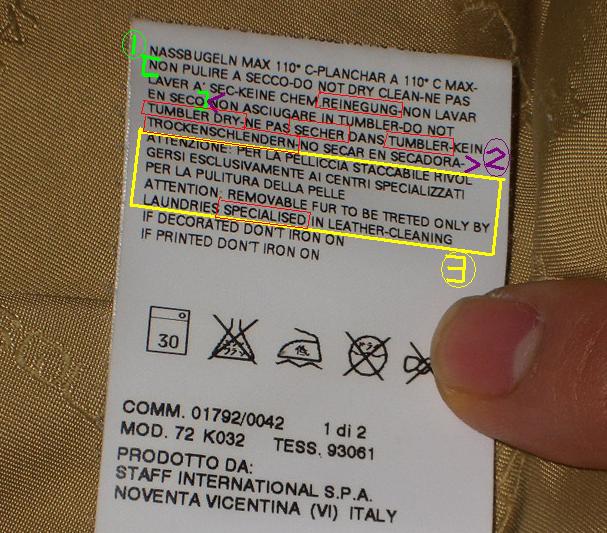 NASSBUGELN MAX 110° C-PLANCHAR A 110° C MAX-
NON PULIRE A SECCO-DO NOT DRY CLEAN-NE PAS
LAVER A: SEC-KEINE CHEM.REINEGUNG-NON LAVAR
EN SECO NON ASCIUGARE IN TUMBLER-DO NOT
TUMBLER DRY-NE PAS SECHER DANS TUMBLER-KEIN
TROCKENSCHLENDERN NO SECAR EN SECADORA-
ATTENZIONE: PER LA PELLICCIA STACCABILE RIVOL
GERSI ESCLUSIVAMENTE AI CENTRI SPECIALIZZATI
PER LA PULITURA DELLA PELLE
ATTENTION: REMOVABLE FUR TO BE TRETED ONLY BY
LAUNDRIES SPECIALISED IN LEATHER-CLEANING
IF DECORATED DON'T IRON ON
IF PRINTED DON'T IRON ON
1
2
3
30
低
COMM. 01792/0042 1 di 2
MOD. 72 K032 TESS. 93061
PRODOTTO DA:
STAFF INTERNATIONAL S.P.A.
NOVENTA VICENTINA (VI) ITALY